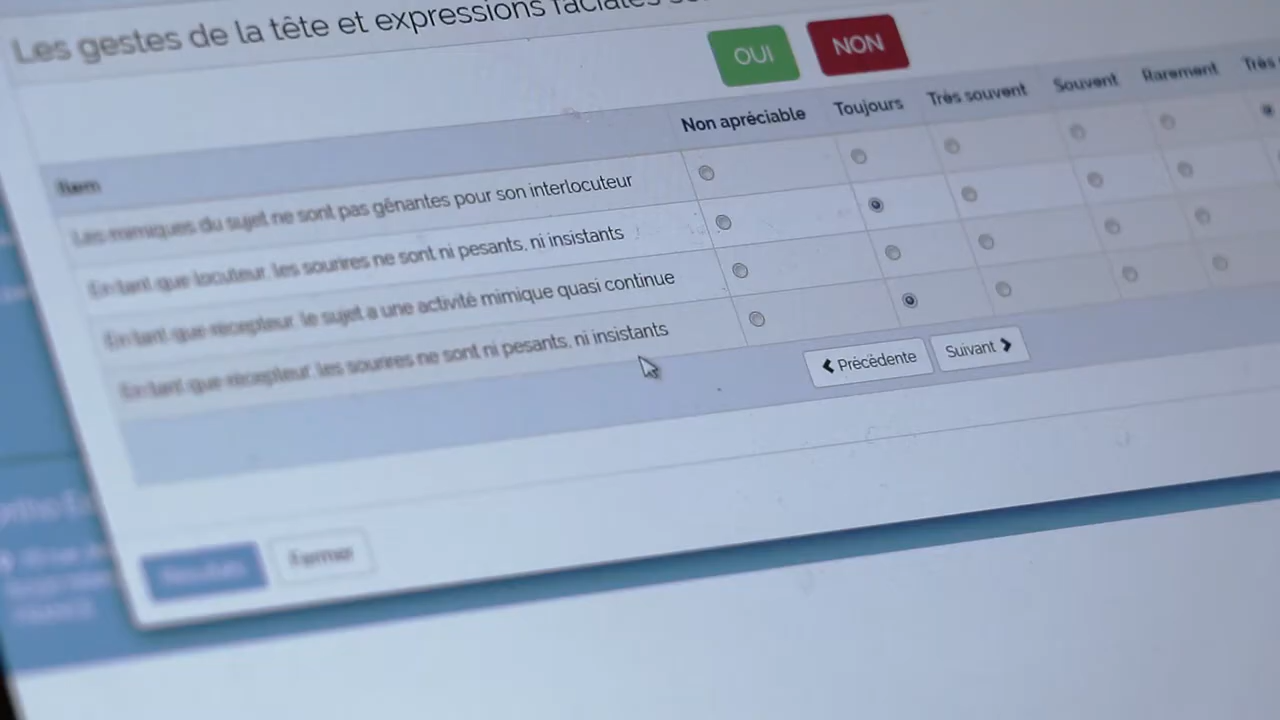 Les gestes de la tête et expressions faciales
OUI
NON
Item
Non apréciable
Toujours
Très souvent
Souvent
Rarement
Très
Les mimiques du sujet ne sont pas gênantes pour son interlocuteur
En tant que locuteur, les sourires ne sont ni pesants, ni insistants
En tant que récepteur, le sujet a une activité mimique quasi continue
En tant que récepteur, les sourires ne sont ni pesants, ni insistants
Précédente
Suivant
Fermer